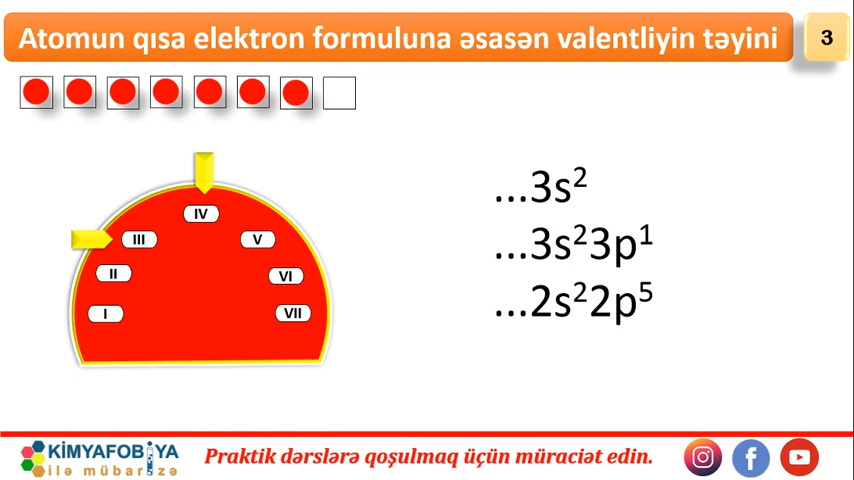 Atomun qısa elektron formuluna əsasən valentliyin təyini
3
IV
III
V
II
VI
I
VII
...3s²
...3s²3p¹
...2s²2p⁵
KİMYAFOBİYA
ilə mübarizə
Praktik dərslərə qoşulmaq üçün müraciət edin.